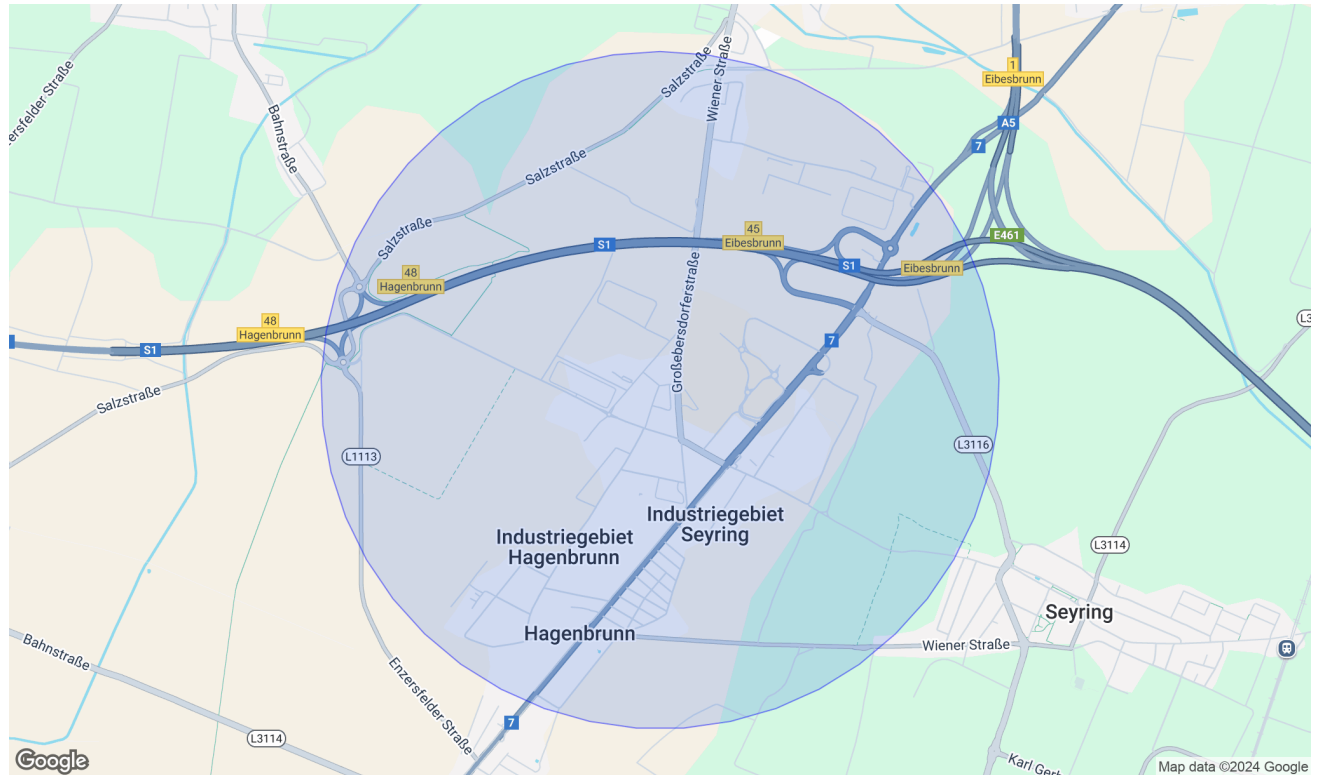 Salzstraße
Wiener Straße
1
Eibesbrunn
Bahnstraße
A5
7
Salzstraße
Salzstraße
45
Eibesbrunn
E461
S1
S1
Eibesbrunn
48
Hagenbrunn
48
Hagenbrunn
Großebersdorferstraße
7
S1
Salzstraße
L1113
L3116
Industriegebiet
Seyring
Industriegebiet
Hagenbrunn
L3114
Seyring
Hagenbrunn
Wiener Straße
Bahnstraße
Enzersfelder Straße
7
L3114
Google
Map data ©2024 Google